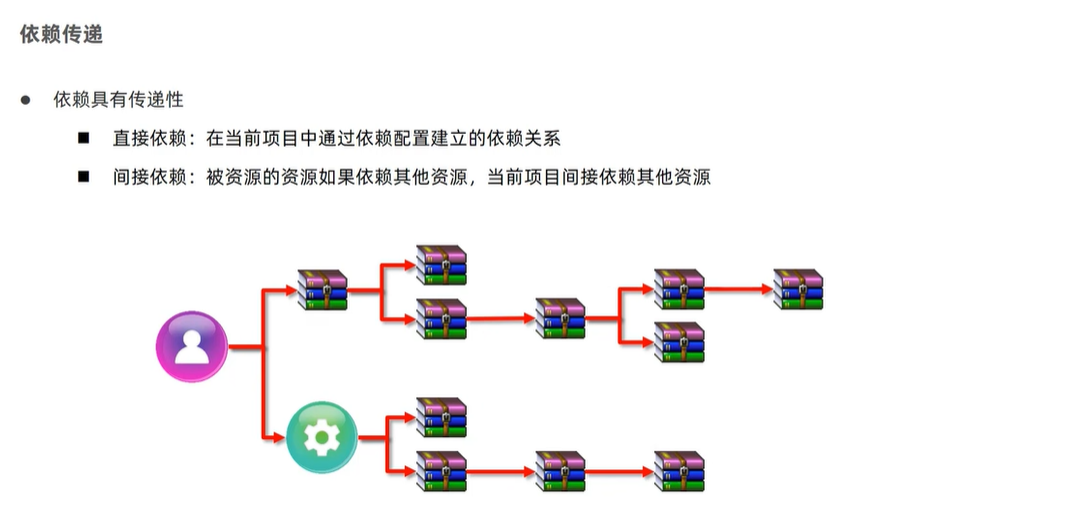 依赖传递
依赖具有传递性
直接依赖：在当前项目中通过依赖配置建立的依赖关系
间接依赖：被资源的资源如果依赖其他资源，当前项目间接依赖其他资源